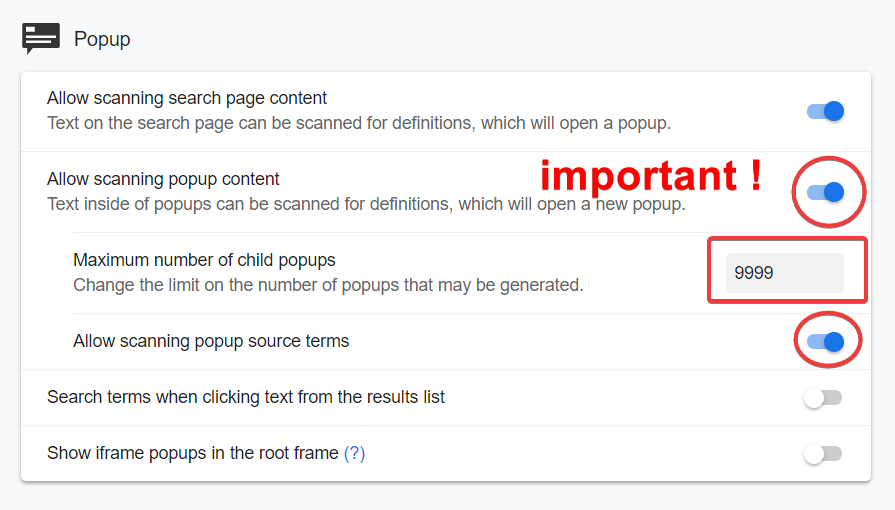 Popup
Allow scanning search page content
Text on the search page can be scanned for definitions, which will open a popup.
important !
Allow scanning popup content
Text inside of popups can be scanned for definitions, which will open a new popup.
Maximum number of child popups
Change the limit on the number of popups that may be generated.
9999
Allow scanning popup source terms
Search terms when clicking text from the results list
Show iframe popups in the root frame (?)